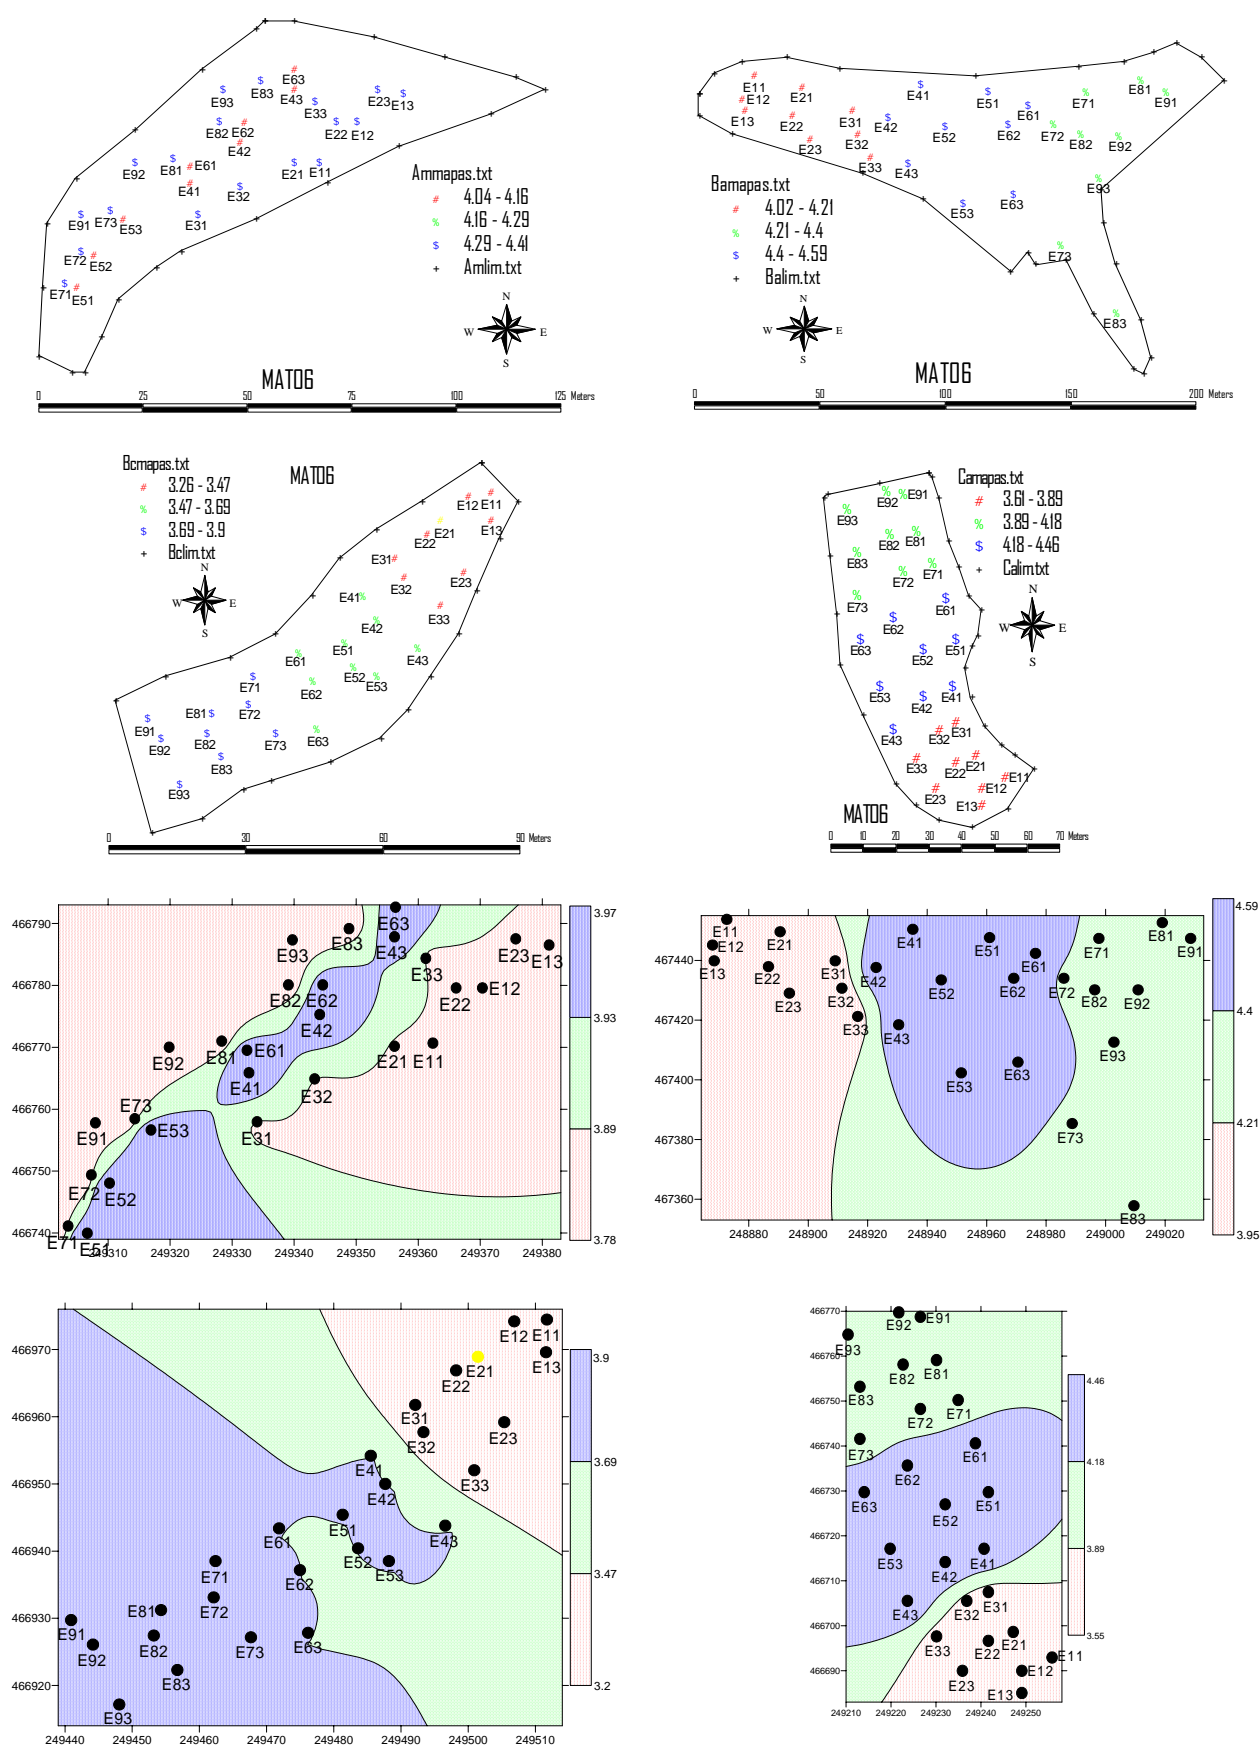 E63
E83
E43
E93
E33
E23
E13
E82
E62
E22
E12
E42
E92
E81
E61
E21
E11
E41
E32
E91
E73
E53
E31
E72
E52
E71
E51
Ammapas.txt
# 4.04 - 4.16
% 4.16 - 4.29
$ 4.29 - 4.41
+ Amlim.txt
N
W E
S
MAT06
0 25 50 75 100 125 Meters
E11
E12
E13
E21
E22
E23
E31
E32
E33
E41
E42
E43
E51
E52
E53
E61
E62
E63
E71
E72
E73
E81
E82
E83
E91
E92
E93
Bamapas.txt
# 4.02 - 4.21
% 4.21 - 4.4
$ 4.4 - 4.59
+ Balim.txt
N
W E
S
MAT06
0 50 100 150 200 Meters
Bcmapas.txt
# 3.26 - 3.47
% 3.47 - 3.69
$ 3.69 - 3.9
+ Bclim.txt
MAT06
N
W E
S
E12 E11
E21 E13
E22
E31
E32 E23
E41
E33
E42
E51 E43
E61
E52 E53
E62
E71
E72
E81
E91
E92 E82 E73 E63
E83
E93
0 30 60 90 Meters
Camapas.txt
# 3.61 - 3.89
% 3.89 - 4.18
$ 4.18 - 4.46
+ Calim.txt
N
W E
S
E92 E91
E93
E82 E81
E83
E72 E71
E73
E61
E62
E63 E51
E52
E53 E41
E42
E43 E32 E31
E33 E22 E21
E11
E23 E12
E13
MAT06
0 10 20 30 40 50 60 70 Meters
466790
466780
466770
466760
466750
466740
E63
E83 E43
E93
E23 E13
E33
E82 E62
E22 E12
E42
E81 E61
E92
E21 E11
E41
E32
E73
E91 E53
E31
E72 E52
E71 E51
249310 249320 249330 249340 249350 249360 249370 249380
3.97
3.93
3.89
3.78
467440
467420
467400
467380
467360
E11 E21 E41 E51 E71 E81 E91
E12
E13 E22 E31 E42 E61
E23 E32 E52 E62 E72 E82 E92
E33 E43
E53 E63 E93
E73
E83
248880 248900 248920 248940 248960 248980 249000 249020
4.59
4.4
4.21
3.95
466970
466960
466950
466940
466930
466920
E12 E11
E21 E13
E22
E31
E32 E23
E41 E33
E42
E51 E43
E61
E52 E53
E71 E62
E81 E72
E91
E92 E82 E73 E63
E83
E93
249440 249450 249460 249470 249480 249490 249500 249510
3.9
3.69
3.47
3.2
466770
466760
466750
466740
466730
466720
466710
466700
466690
E92 E91
E93
E82 E81
E83
E72 E71
E73
E61
E62
E63 E51
E52
E53 E41
E42
E43 E32 E31
E33 E22 E21
E11
E23 E12
E13
249210 249220 249230 249240 249250
4.46
4.18
3.89
3.55